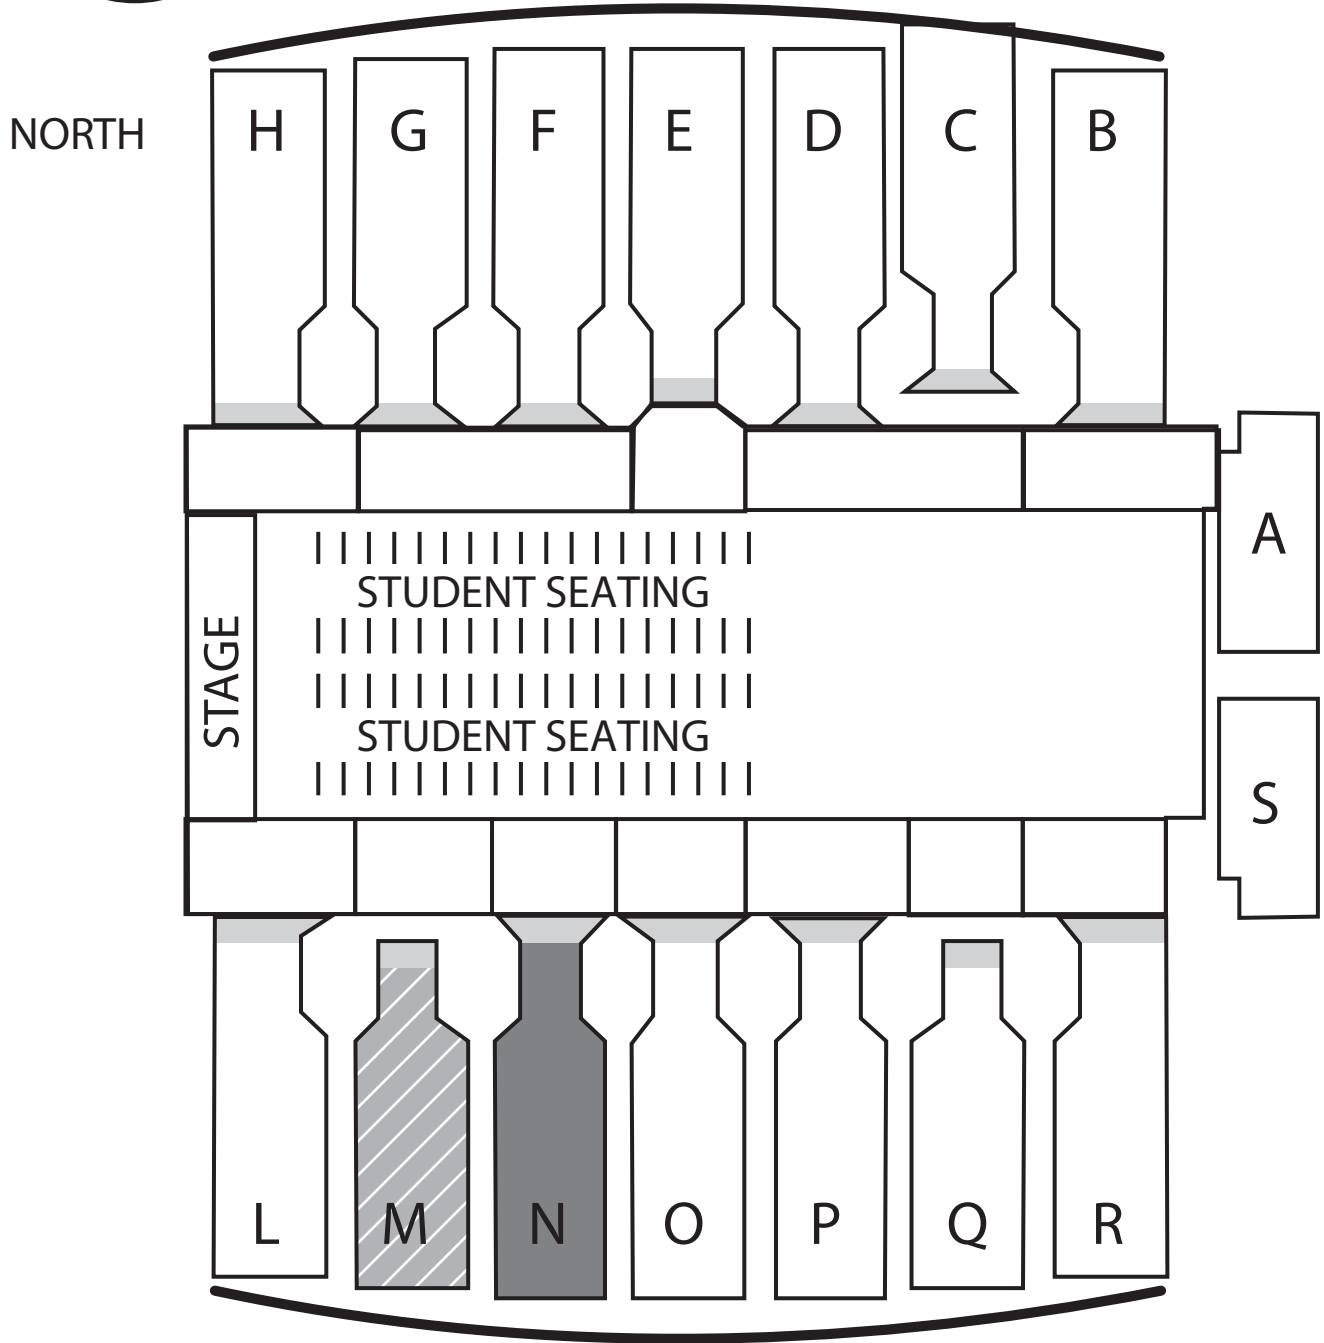 NORTH
H G F E D C B
A
STUDENT SEATING
STAGE
STUDENT SEATING
S
L M N O P Q R